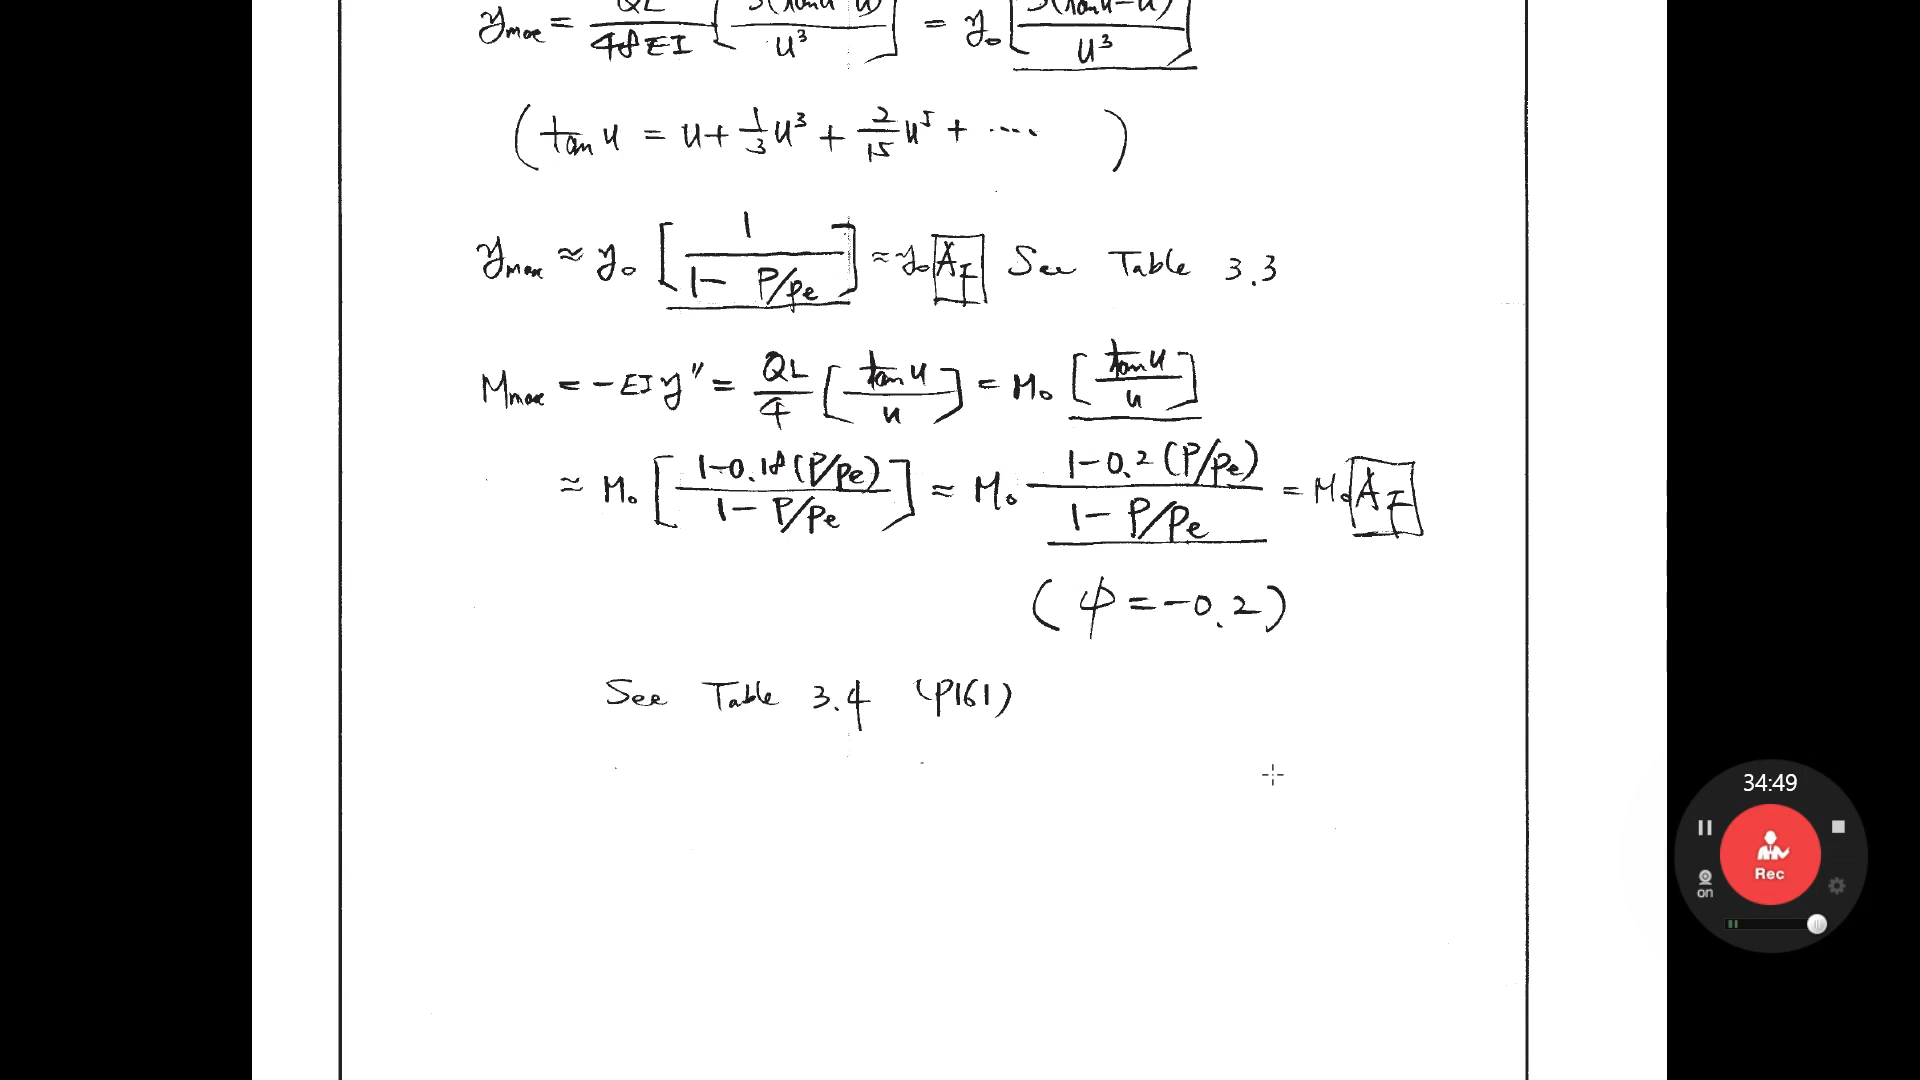 y_max = QL / 48EI [ 3(tan u - u) / u³ ] = y₀ [ 3(tan u - u) / u³ ]
( tan u = u + 1/3 u³ + 2/15 u⁵ + ···· )
y_max ≈ y₀ [ 1 / 1 - P/Pe ] ≈ y₀ A_F See Table 3.3
M_max = -EI y'' = QL / 4 [ tan u / u ] = M₀ [ tan u / u ]
≈ M₀ [ 1-0.18 (P/Pe) / 1 - P/Pe ] ≈ M₀ 1-0.2 (P/Pe) / 1 - P/Pe = M₀ A_F
( ψ = -0.2 )
See Table 3.4 (P161)
34:49
Rec
on